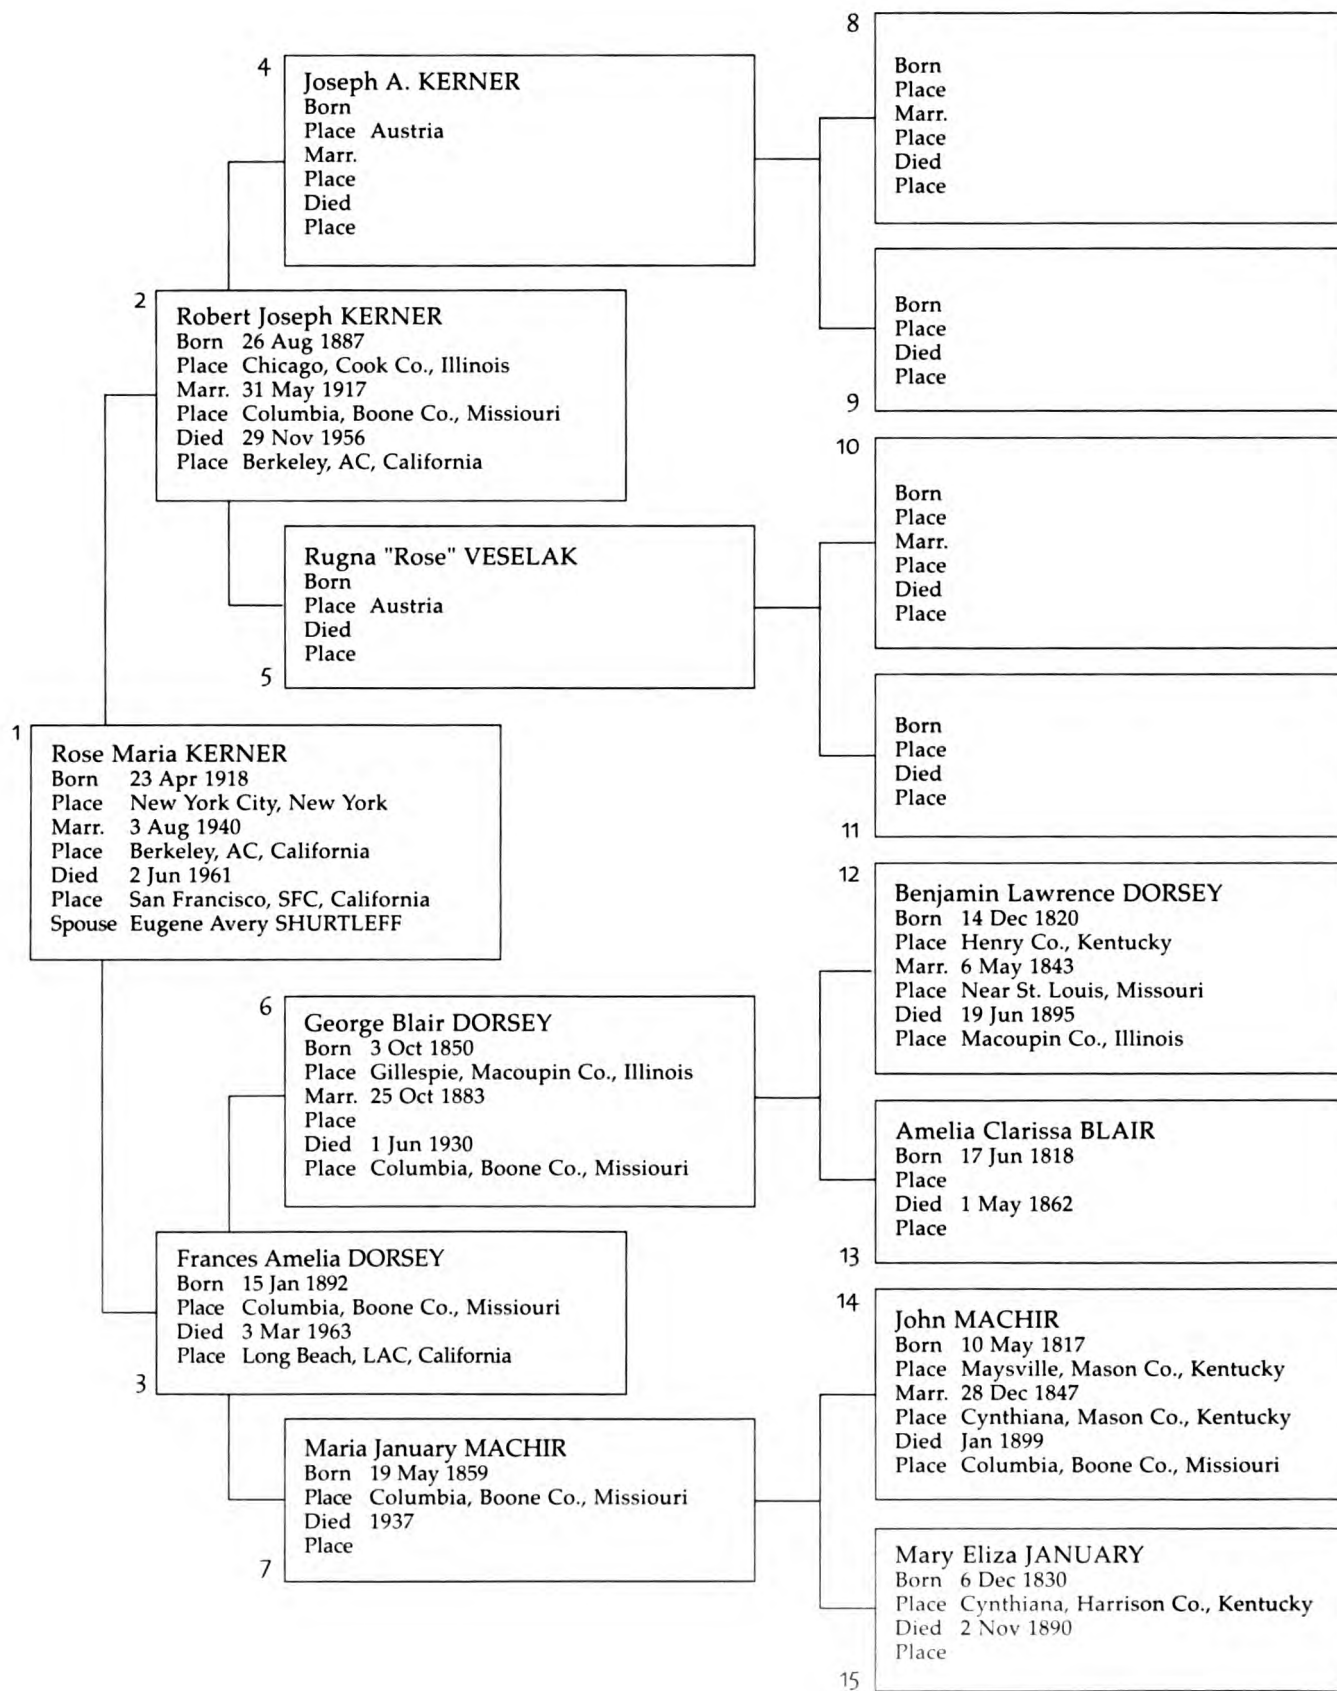 8
Born
Place
Marr.
Place
Died
Place
4
Joseph A. KERNER
Born
Place Austria
Marr.
Place
Died
Place
Born
Place
Died
Place
9
2
Robert Joseph KERNER
Born 26 Aug 1887
Place Chicago, Cook Co., Illinois
Marr. 31 May 1917
Place Columbia, Boone Co., Missiouri
Died 29 Nov 1956
Place Berkeley, AC, California
10
Born
Place
Marr.
Place
Died
Place
Rugna "Rose" VESELAK
Born
Place Austria
Died
Place
5
Born
Place
Died
Place
11
1
Rose Maria KERNER
Born 23 Apr 1918
Place New York City, New York
Marr. 3 Aug 1940
Place Berkeley, AC, California
Died 2 Jun 1961
Place San Francisco, SFC, California
Spouse Eugene Avery SHURTLEFF
12
Benjamin Lawrence DORSEY
Born 14 Dec 1820
Place Henry Co., Kentucky
Marr. 6 May 1843
Place Near St. Louis, Missouri
Died 19 Jun 1895
Place Macoupin Co., Illinois
6
George Blair DORSEY
Born 3 Oct 1850
Place Gillespie, Macoupin Co., Illinois
Marr. 25 Oct 1883
Place
Died 1 Jun 1930
Place Columbia, Boone Co., Missouri
Amelia Clarissa BLAIR
Born 17 Jun 1818
Place
Died 1 May 1862
Place
13
Frances Amelia DORSEY
Born 15 Jan 1892
Place Columbia, Boone Co., Missouri
Died 3 Mar 1963
Place Long Beach, LAC, California
3
14
John MACHIR
Born 10 May 1817
Place Maysville, Mason Co., Kentucky
Marr. 28 Dec 1847
Place Cynthiana, Mason Co., Kentucky
Died Jan 1899
Place Columbia, Boone Co., Missouri
Maria January MACHIR
Born 19 May 1859
Place Columbia, Boone Co., Missouri
Died 1937
Place
7
Mary Eliza JANUARY
Born 6 Dec 1830
Place Cynthiana, Harrison Co., Kentucky
Died 2 Nov 1890
Place
15